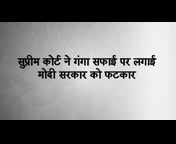 सुप्रीम कोर्ट ने गंगा सफाई पर लगाई
मोदी सरकार को फटकार